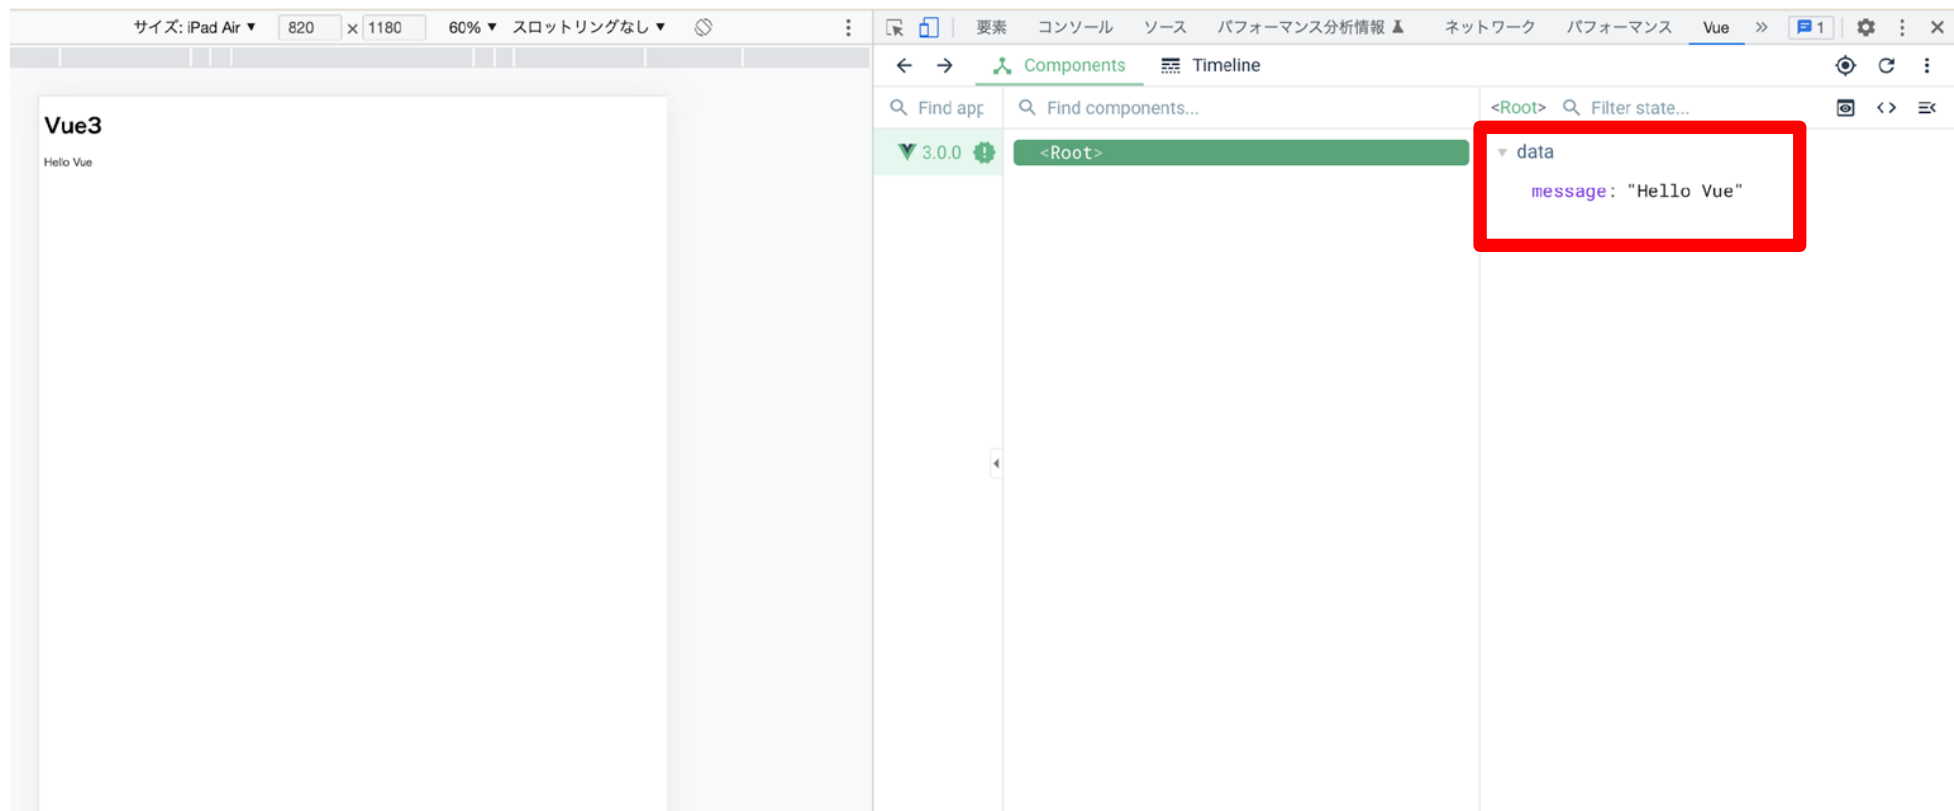 サイズ: iPad Air ▼ 820 × 1180 60% ▼ スロットリングなし ▼
要素 コンソール ソース パフォーマンス分析情報 ネットワーク パフォーマンス Vue » 1
Components Timeline
Find app Find components... <Root> Filter state...
Vue3
Hello Vue
3.0.0 <Root>
data
message: "Hello Vue"